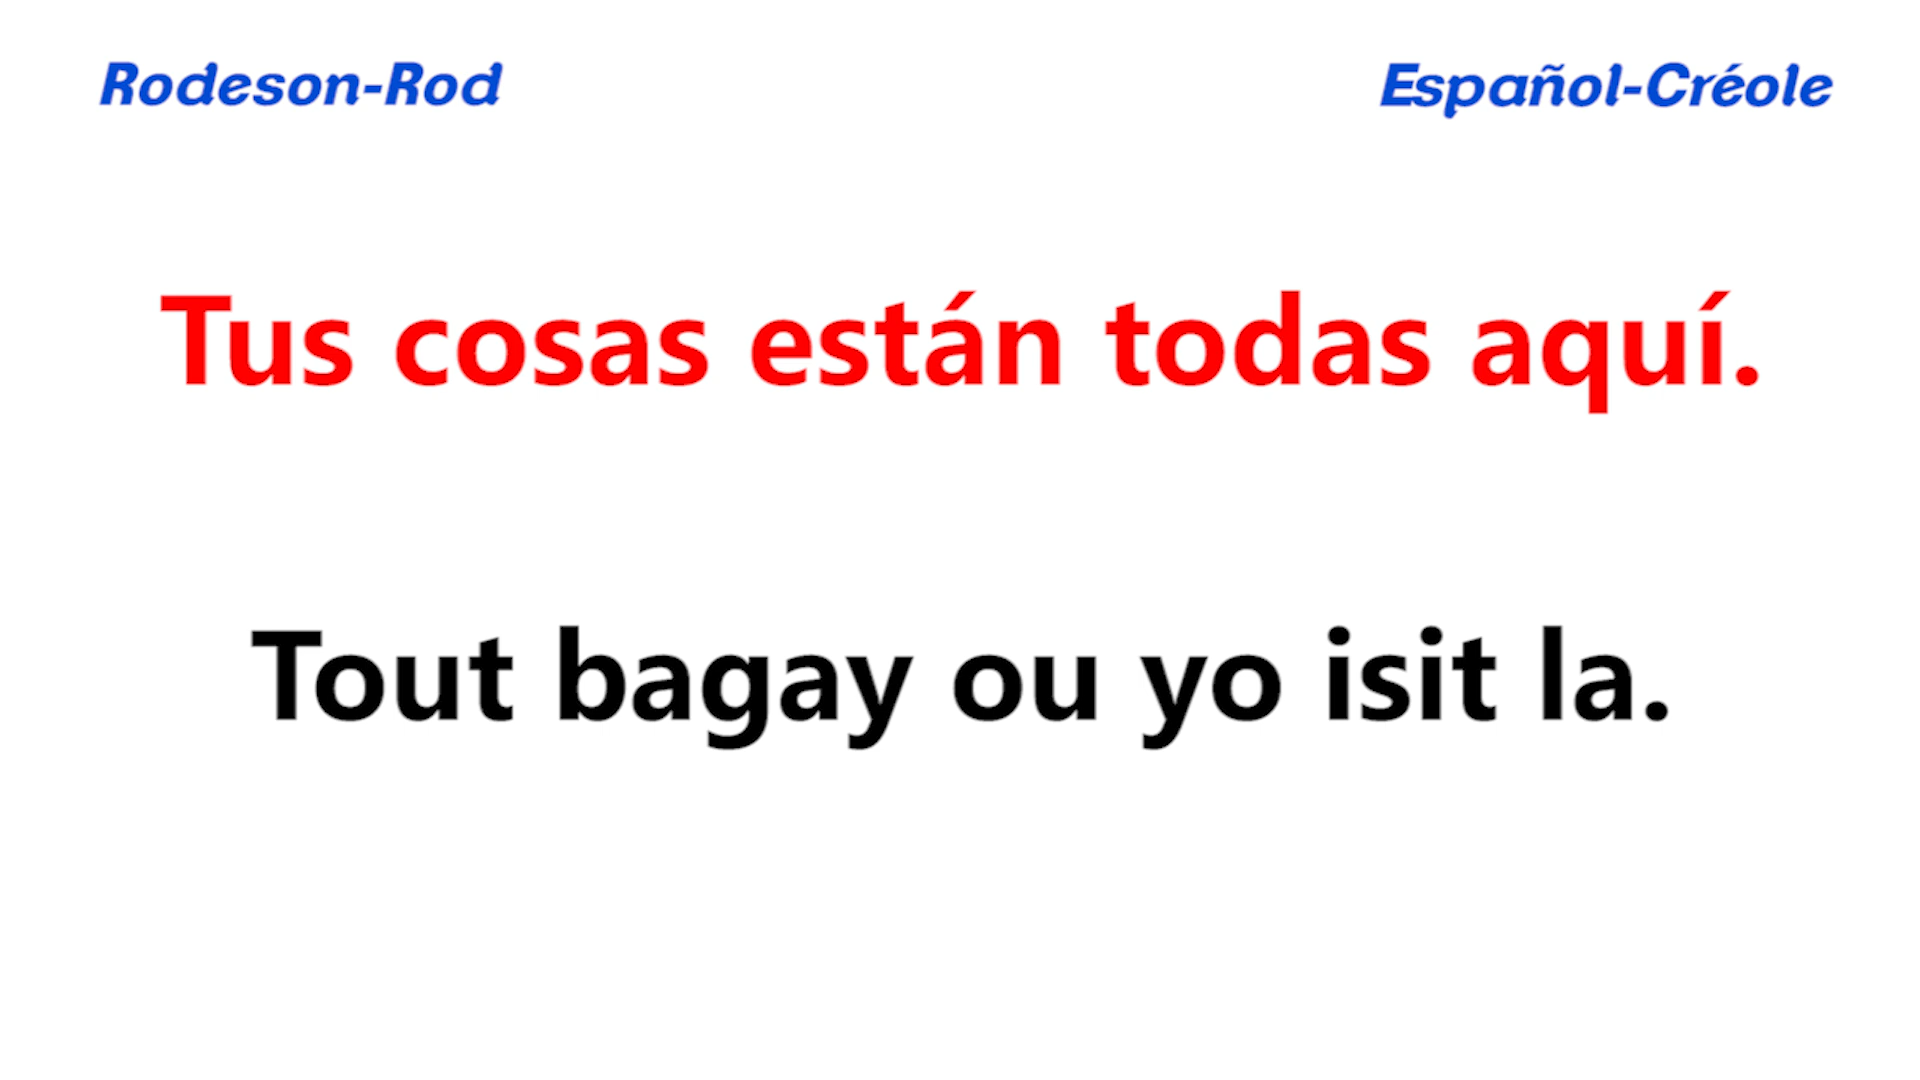 Rodeson-Rod Español-Créole
Tus cosas están todas aquí.
Tout bagay ou yo isit la.